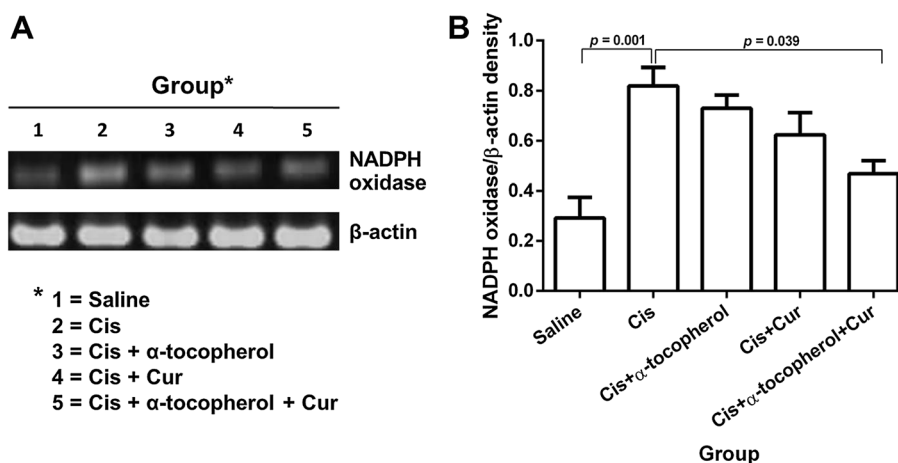 A
Group*
1 2 3 4 5
NADPH
oxidase
β-actin
* 1 = Saline
2 = Cis
3 = Cis + α-tocopherol
4 = Cis + Cur
5 = Cis + α-tocopherol + Cur
B
NADPH oxidase/β-actin density
1.0
0.8
0.6
0.4
0.2
0.0
p = 0.001
p = 0.039
Saline
Cis
Cis+α-tocopherol
Cis+Cur
Cis+α-tocopherol+Cur
Group